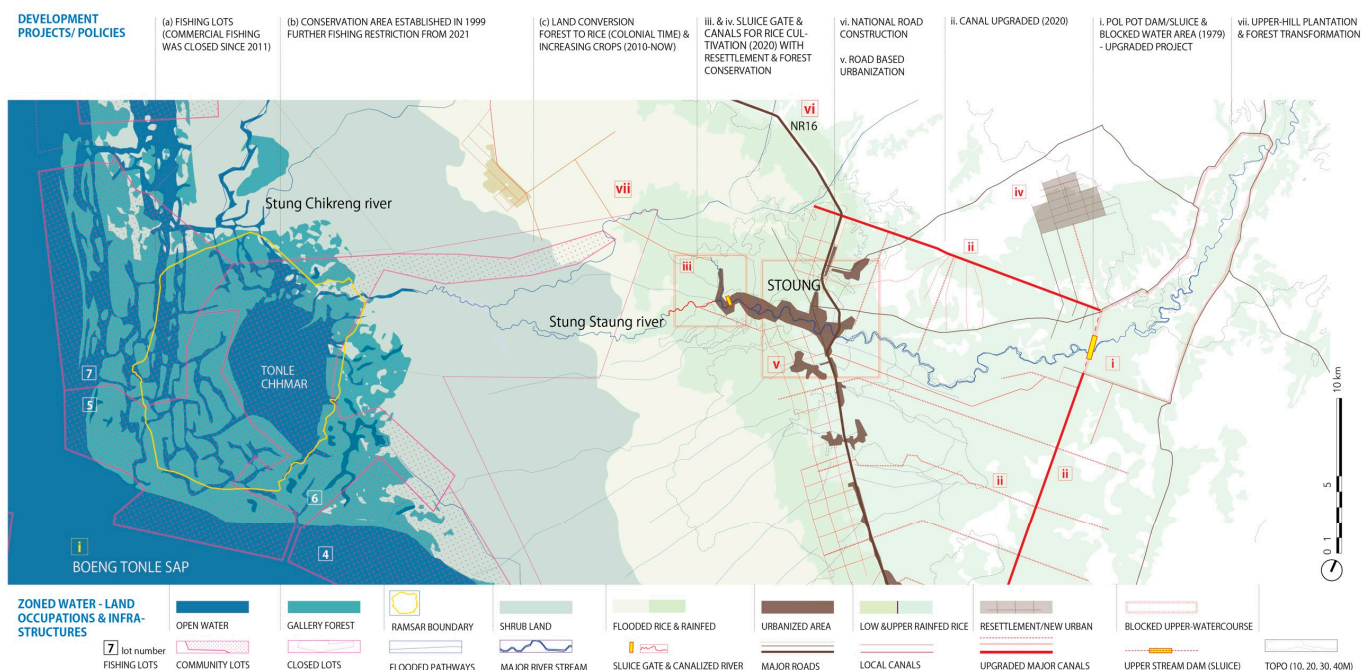 DEVELOPMENT
PROJECTS/ POLICIES
(a) FISHING LOTS
(COMMERCIAL FISHING
WAS CLOSED SINCE 2011)
(b) CONSERVATION AREA ESTABLISHED IN 1999
FURTHER FISHING RESTRICTION FROM 2021
(c) LAND CONVERSION
FOREST TO RICE (COLONIAL TIME) &
INCREASING CROPS (2010-NOW)
iii. & iv. SLUICE GATE &
CANALS FOR RICE CUL-
TIVATION (2020) WITH
RESETTLEMENT & FOREST
CONSERVATION
vi. NATIONAL ROAD
CONSTRUCTION
v. ROAD BASED
URBANIZATION
ii. CANAL UPGRADED (2020)
i. POL POT DAM/SLUICE &
BLOCKED WATER AREA (1979)
- UPGRADED PROJECT
vii. UPPER-HILL PLANTATION
& FOREST TRANSFORMATION
vi
NR16
vii
iv
Stung Chikreng river
ii
iii
STOUNG
Stung Staung river
i
v
TONLE
CHHMAR
7
5
10 km
5
ii
ii
6
4
0 1
i
BOENG TONLE SAP
ZONED WATER - LAND
OCCUPATIONS & INFRA-
STRUCTURES
OPEN WATER
GALLERY FOREST
RAMSAR BOUNDARY
SHRUB LAND
FLOODED RICE & RAINFED
URBANIZED AREA
LOW &UPPER RAINFED RICE
RESETTLEMENT/NEW URBAN
BLOCKED UPPER-WATERCOURSE
7 lot number
FISHING LOTS
COMMUNITY LOTS
CLOSED LOTS
FLOODED PATHWAYS
MAJOR RIVER STREAM
SLUICE GATE & CANALIZED RIVER
MAJOR ROADS
LOCAL CANALS
UPGRADED MAJOR CANALS
UPPER STREAM DAM (SLUICE)
TOPO (10, 20, 30, 40M)